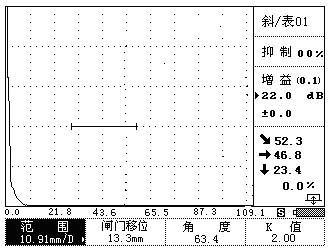 斜/表01
抑 制 00%
增 益 (0.1)
22.0 dB
±0.0
↘ 52.3
→ 46.8
↓ 23.4
0.0%
0.0 21.8 43.6 65.5 87.3 109.1 S
范 围 闸门移位 角 度 K 值
10.91mm/D 13.3mm 63.4 2.00